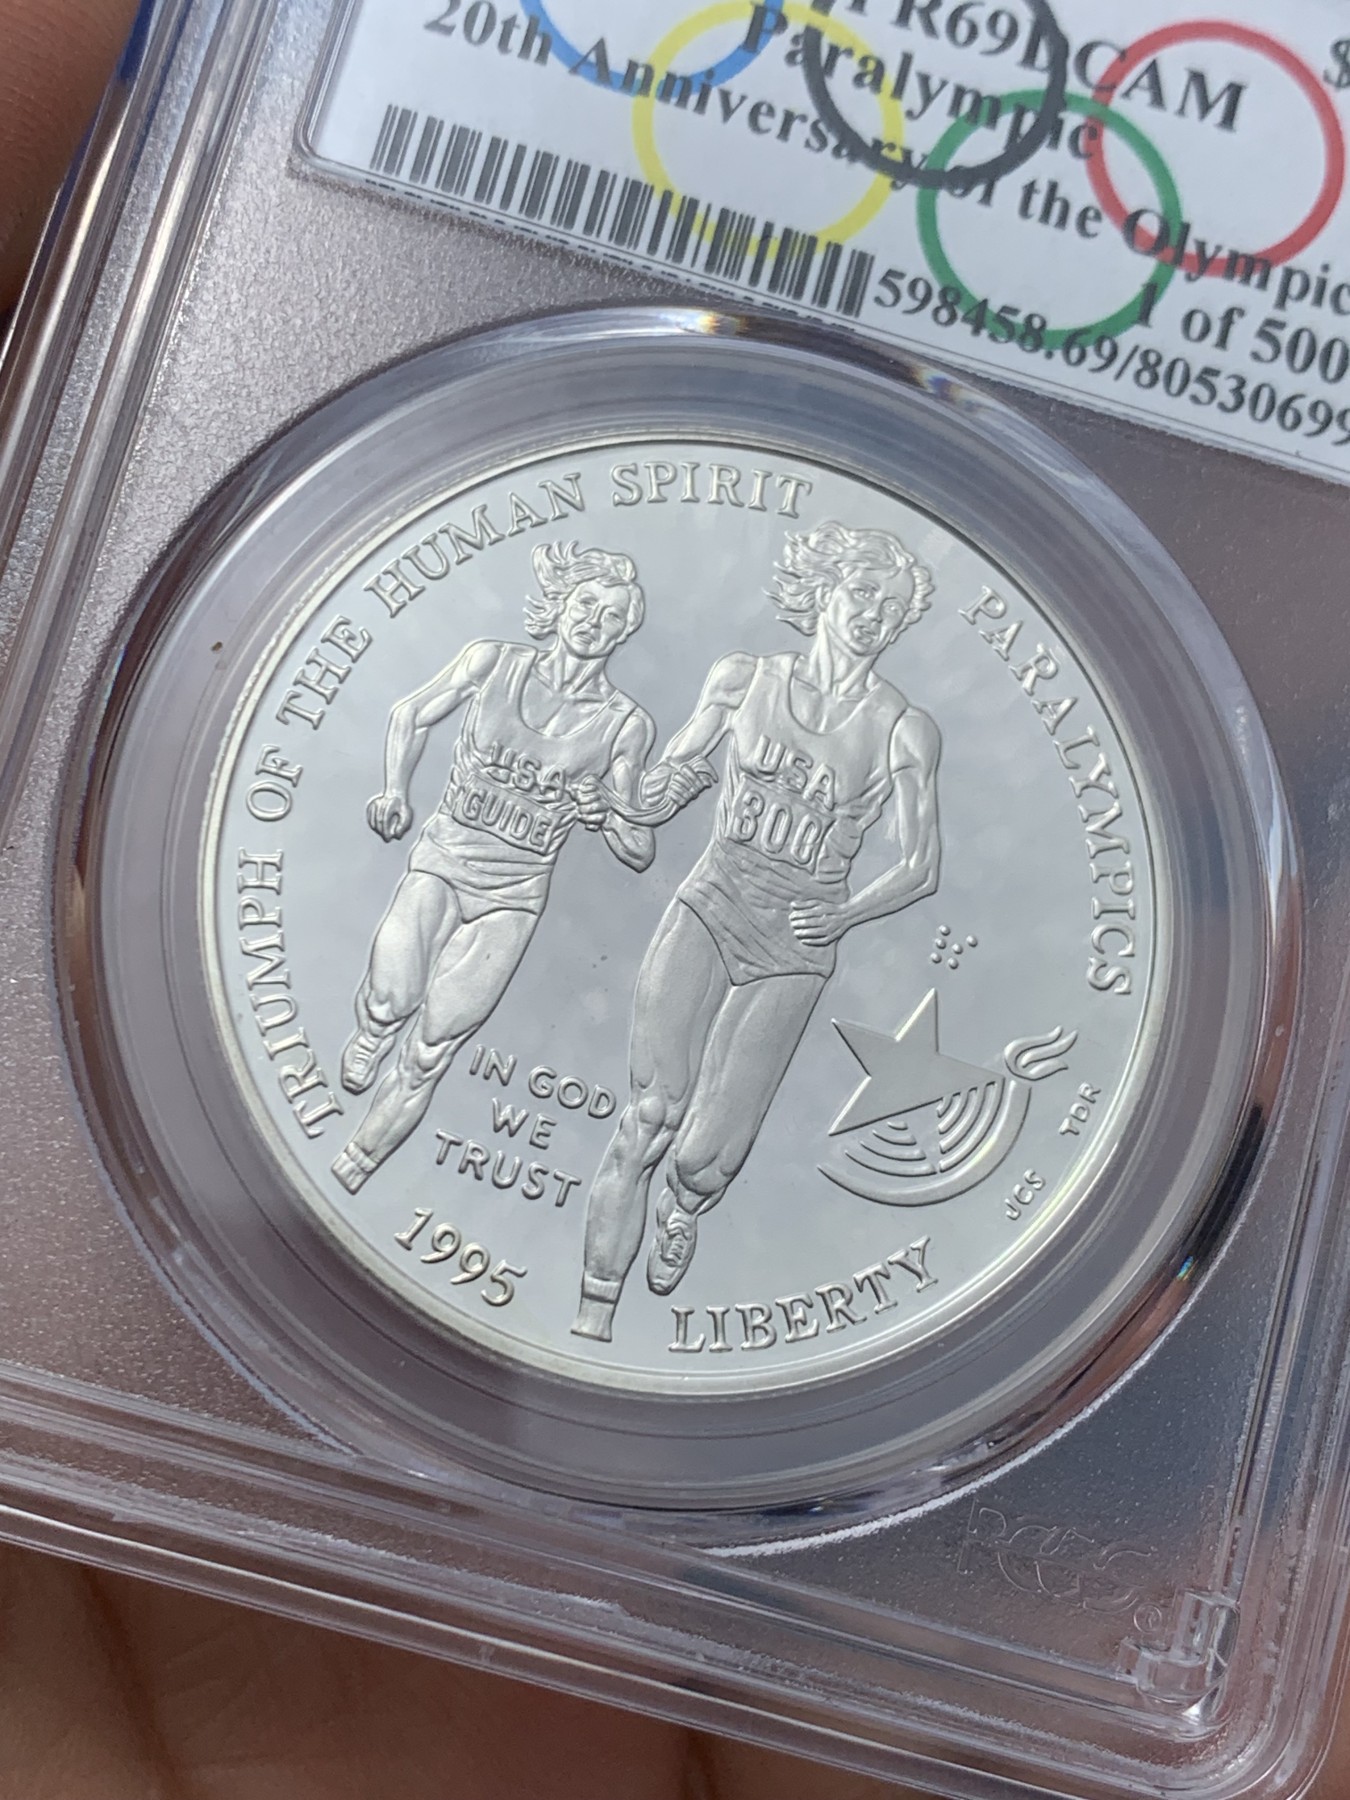 PR69DCAM $
Paralympic
20th Anniversary of the Olympic
1 of 500
598458.69/80530699
TRIUMPH OF THE HUMAN SPIRIT
PARALYMPICS
USA
GUIDE
USA
300
IN GOD
WE
TRUST
1995
LIBERTY
JCS
TDR
PCGS